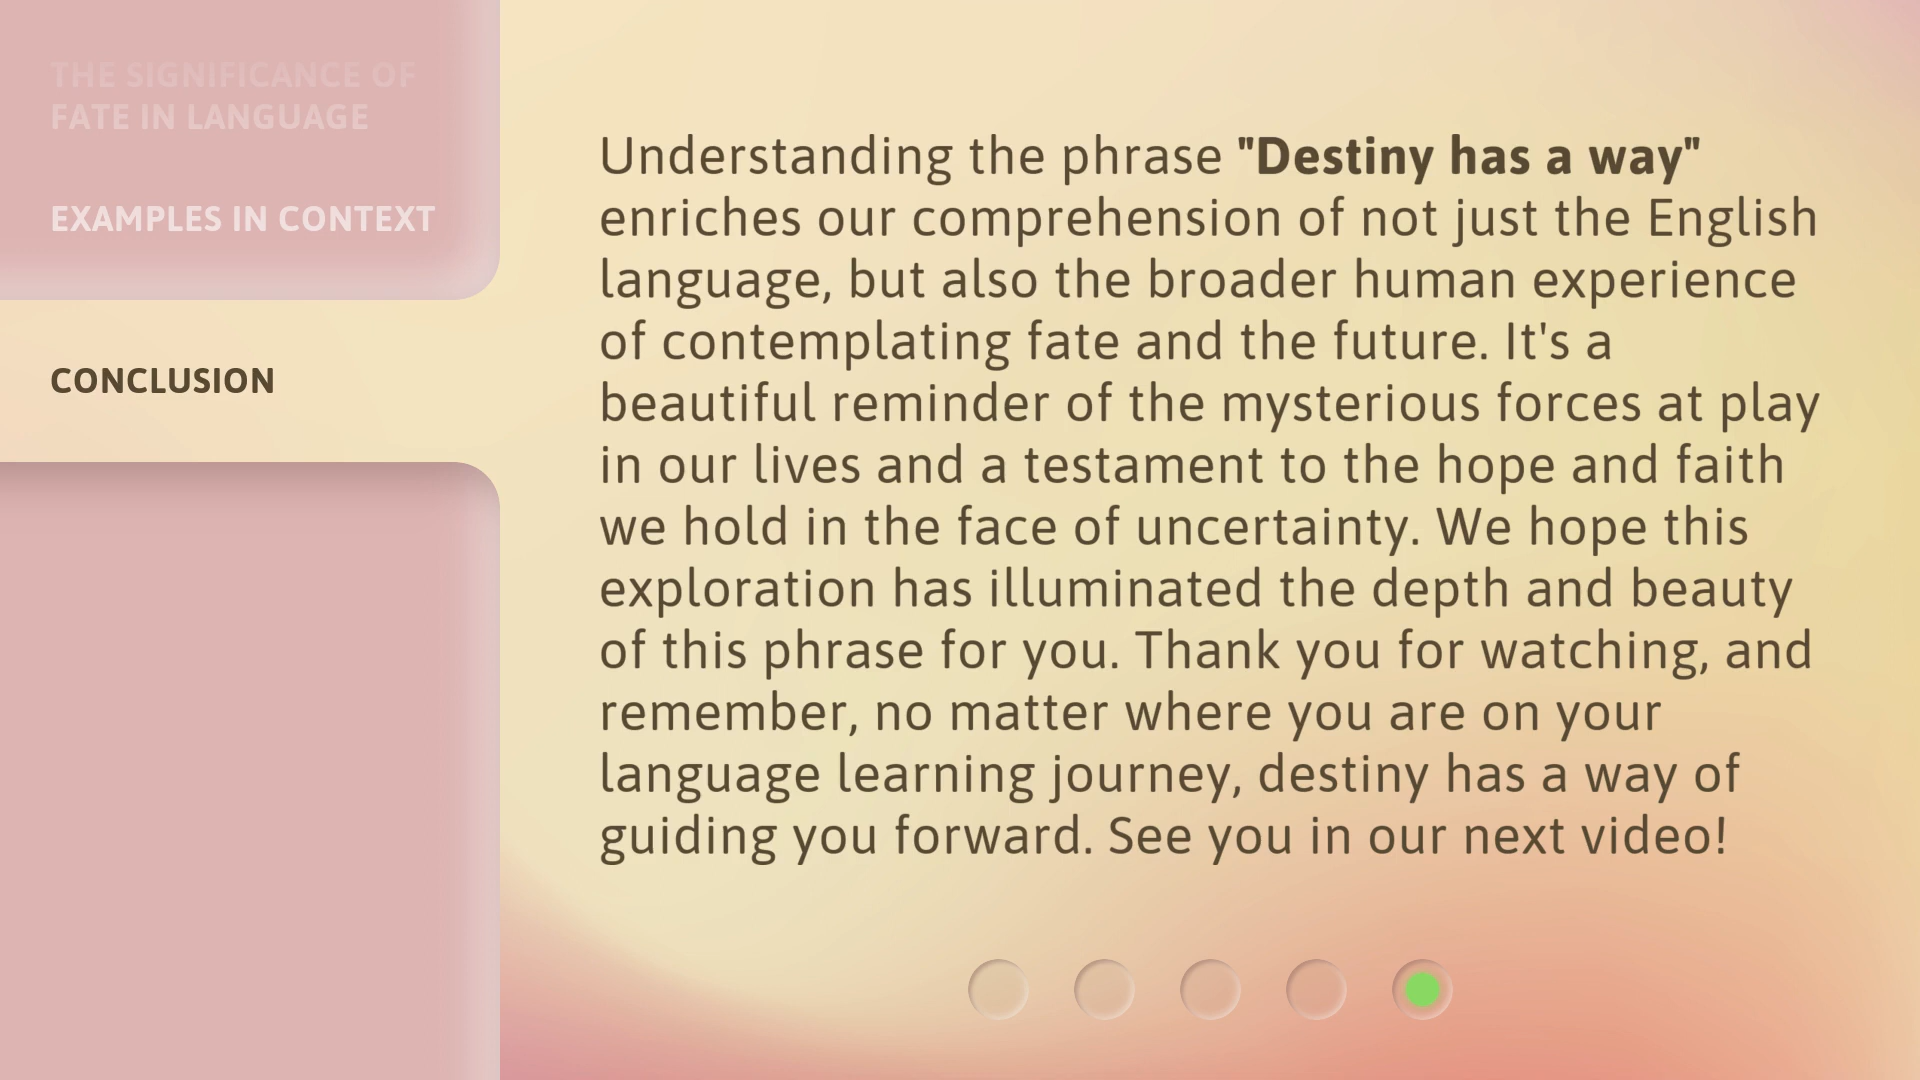 THE SIGNIFICANCE OF
FATE IN LANGUAGE
EXAMPLES IN CONTEXT
CONCLUSION
Understanding the phrase "Destiny has a way"
enriches our comprehension of not just the English
language, but also the broader human experience
of contemplating fate and the future. It's a
beautiful reminder of the mysterious forces at play
in our lives and a testament to the hope and faith
we hold in the face of uncertainty. We hope this
exploration has illuminated the depth and beauty
of this phrase for you. Thank you for watching, and
remember, no matter where you are on your
language learning journey, destiny has a way of
guiding you forward. See you in our next video!